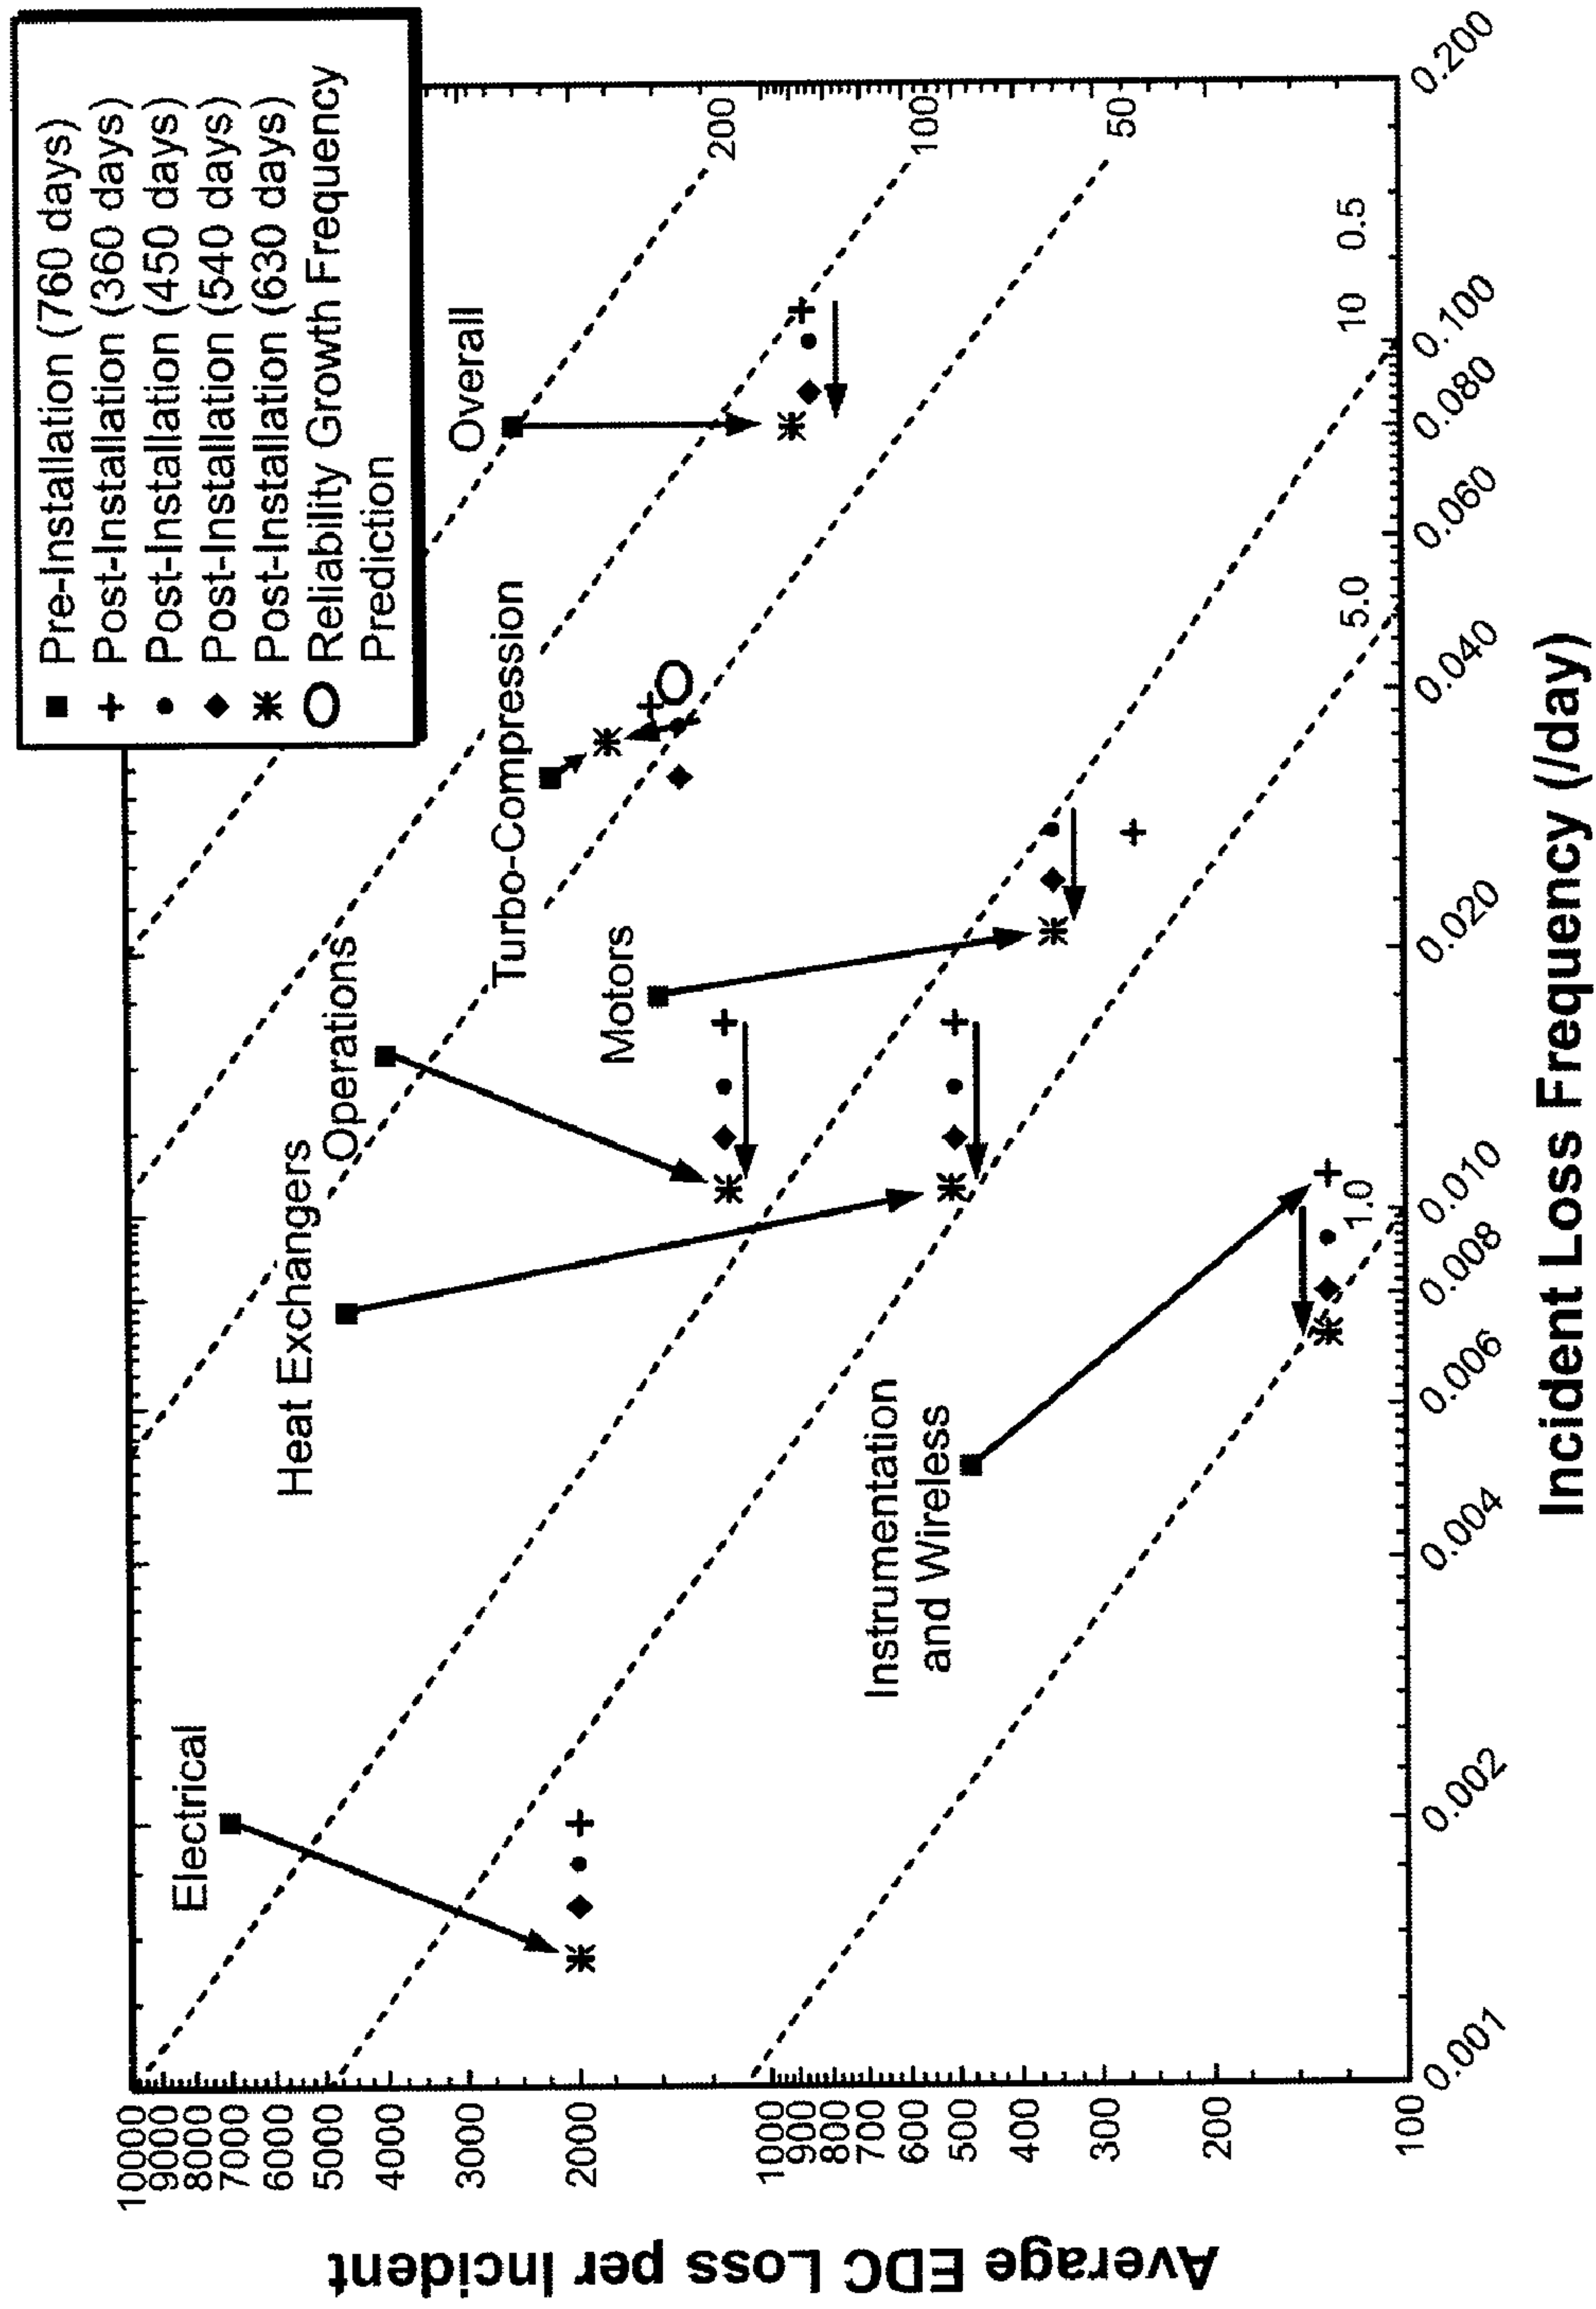 Pre-Installation (760 days)
Post-Installation (360 days)
Post-Installation (450 days)
Post-Installation (540 days)
Post-Installation (630 days)
Reliability Growth Frequency
Prediction
Average EDC Loss per Incident
10000
9000
8000
7000
6000
5000
4000
3000
2000
1000
900
800
700
600
500
400
300
200
100
Electrical
Heat Exchangers
Operations
Turbo-Compression
Overall
Motors
Instrumentation
and Wireless
200
100
50
1.0
5.0
10
0.5
0.001
0.002
0.004
0.006
0.008
0.010
0.020
0.040
0.060
0.080
0.100
0.200
Incident Loss Frequency (/day)